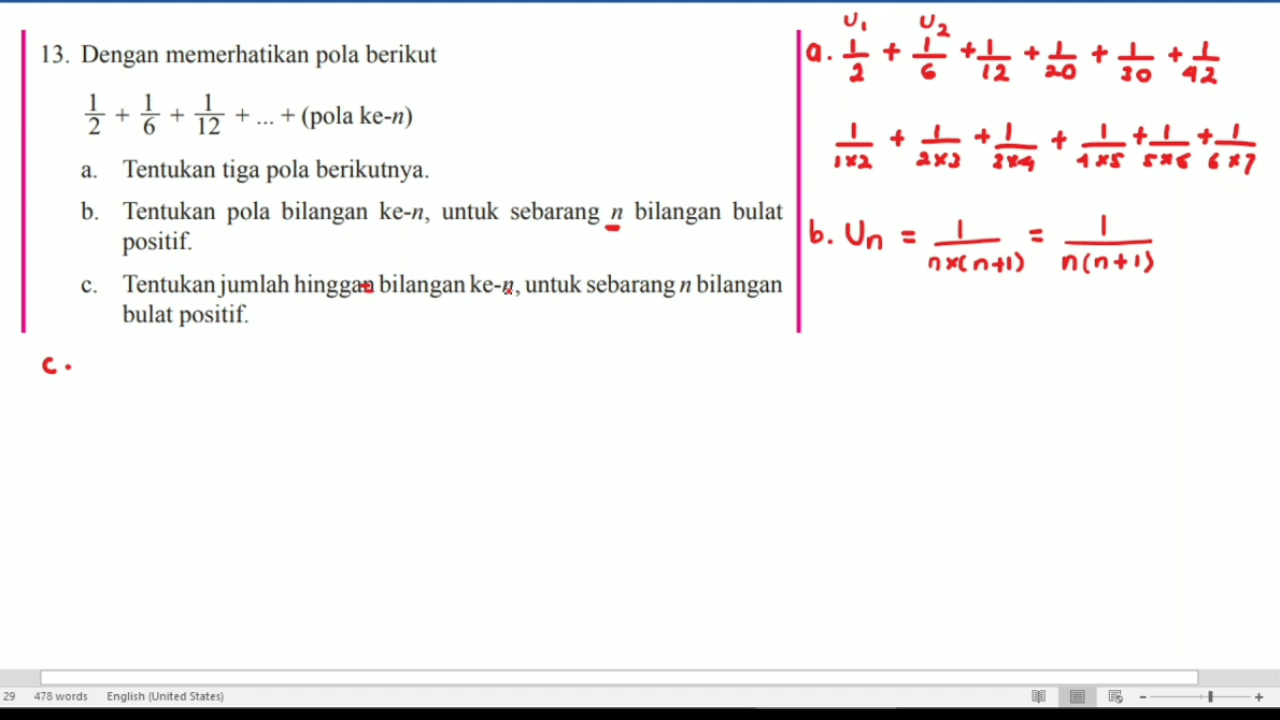 13. Dengan memerhatikan pola berikut
1/2 + 1/6 + 1/12 + ... + (pola ke-n)
a. Tentukan tiga pola berikutnya.
b. Tentukan pola bilangan ke-n, untuk sebarang n bilangan bulat
positif.
c. Tentukan jumlah hinggan bilangan ke-n, untuk sebarang n bilangan
bulat positif.
c.
U1 U2
a. 1/2 + 1/6 + 1/12 + 1/20 + 1/30 + 1/42
1/1×2 + 1/2×3 + 1/3×4 + 1/4×5 + 1/5×6 + 1/6×7
b. Un = 1/n×(n+1) = 1/n(n+1)
29 478 words English (United States)